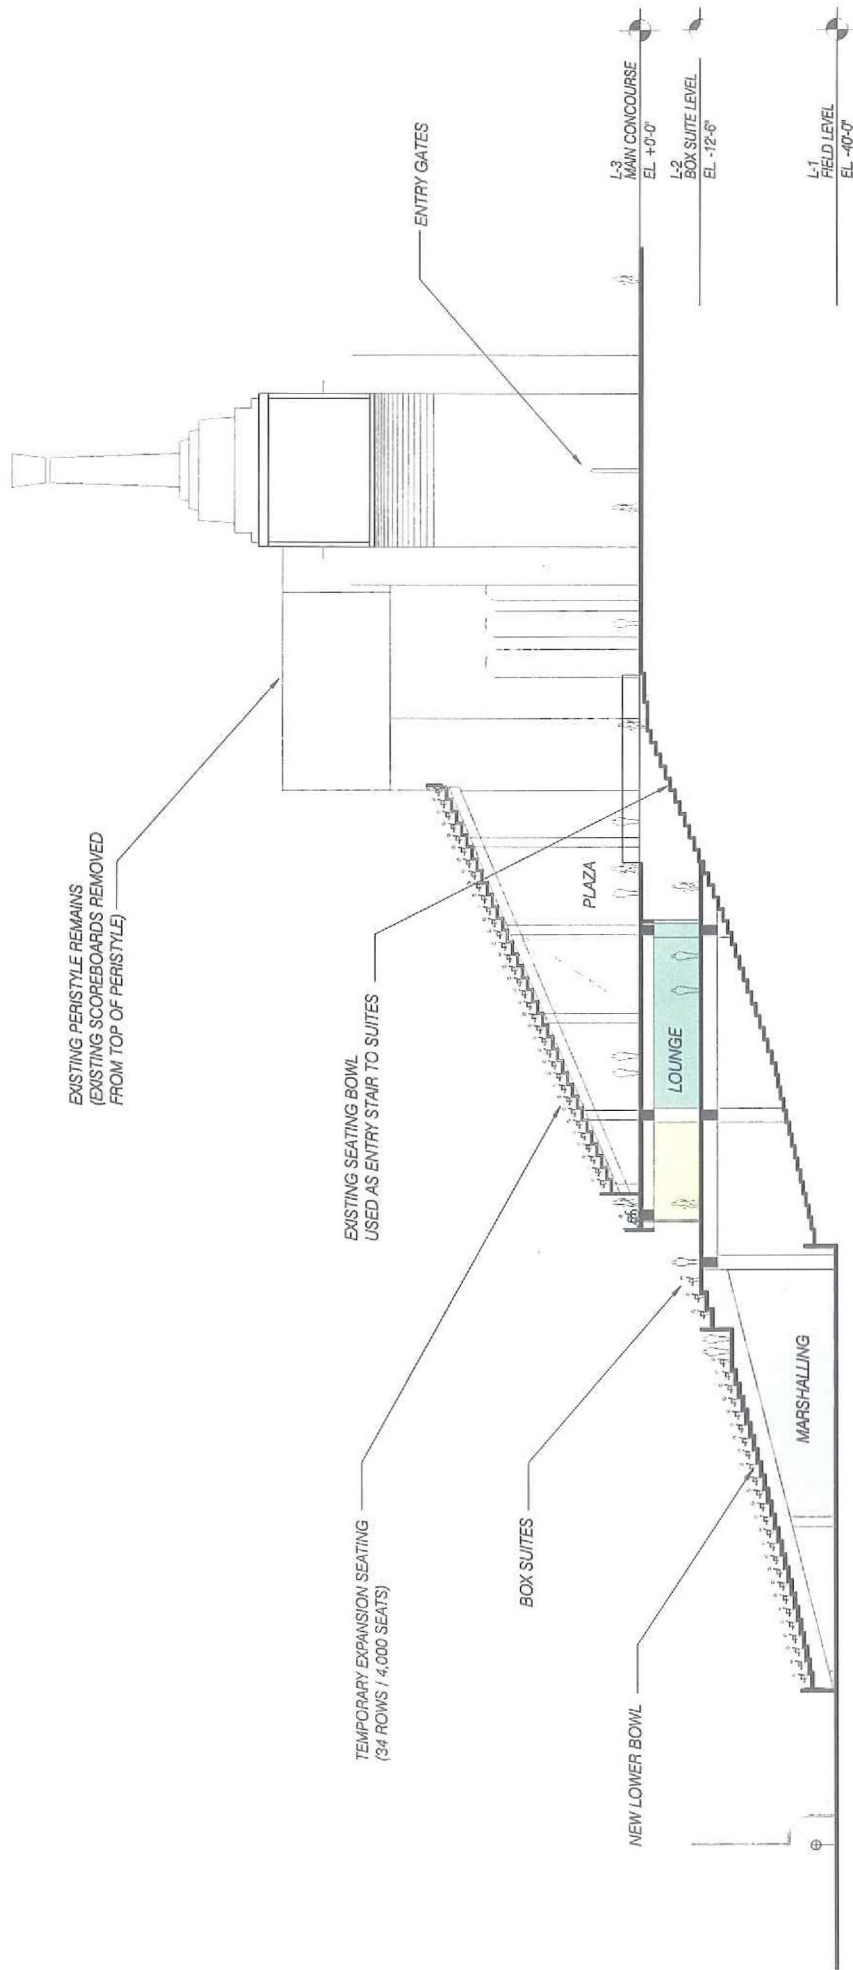 EXISTING PERISTYLE REMAINS
(EXISTING SCOREBOARDS REMOVED
FROM TOP OF PERISTYLE)
ENTRY GATES
EXISTING SEATING BOWL
USED AS ENTRY STAIR TO SUITES
TEMPORARY EXPANSION SEATING
(34 ROWS / 4,000 SEATS)
BOX SUITES
NEW LOWER BOWL
PLAZA
LOUNGE
MARSHALLING
L-3
MAIN CONCOURSE
EL. +0'-0"
L-2
BOX SUITE LEVEL
EL. -12'-6"
L-1
FIELD LEVEL
EL. -40'-0"